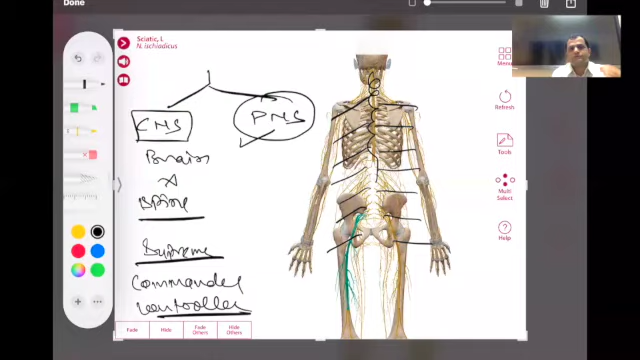 Done
Sciatic, L
N. ischiadicus
CNS
PNS
Brain
Spine
Supreme
Commander
Controller
Menu
Refresh
Tools
Multi
Select
Help
Fade
Hide
Fade
Others
Hide
Others